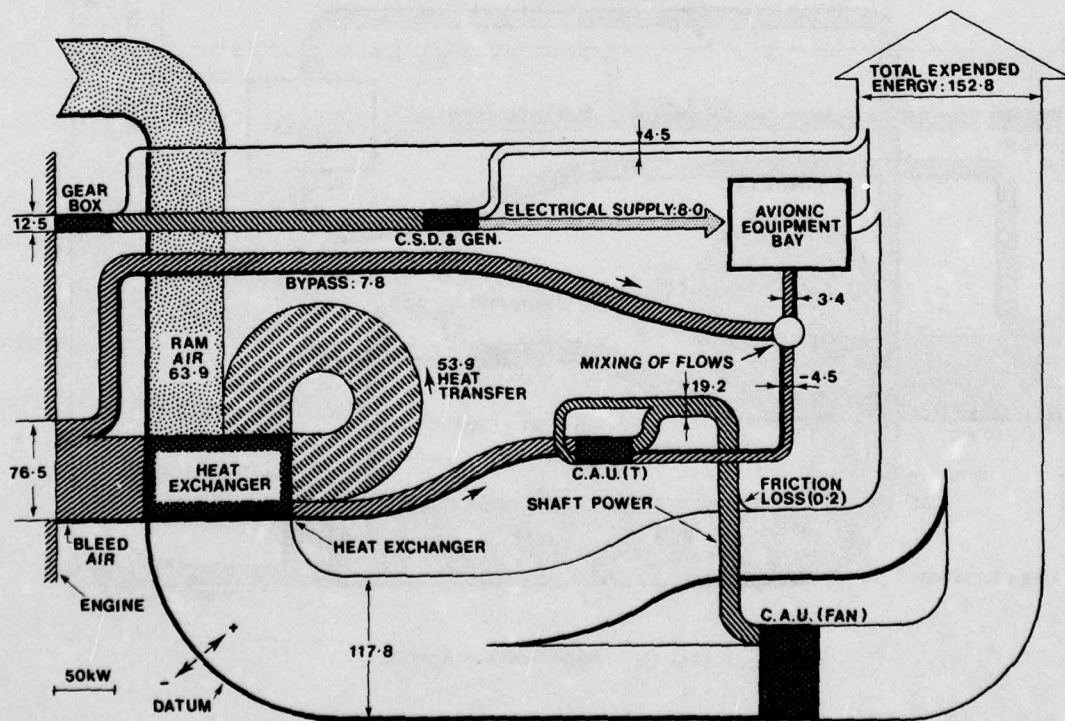 TOTAL EXPENDED
ENERGY:152·8
4·5
GEAR
BOX
12·5
ELECTRICAL SUPPLY:8·0
AVIONIC
EQUIPMENT
BAY
C.S.D. & GEN.
BYPASS: 7·8
3·4
RAM
AIR
63·9
MIXING OF FLOWS
53·9
HEAT
TRANSFER
-4·5
19·2
76·5
HEAT
EXCHANGER
C.A.U.(T)
FRICTION
LOSS(0·2)
SHAFT POWER
BLEED
AIR
HEAT EXCHANGER
ENGINE
C.A.U.(FAN)
+
117·8
-
50kW
DATUM